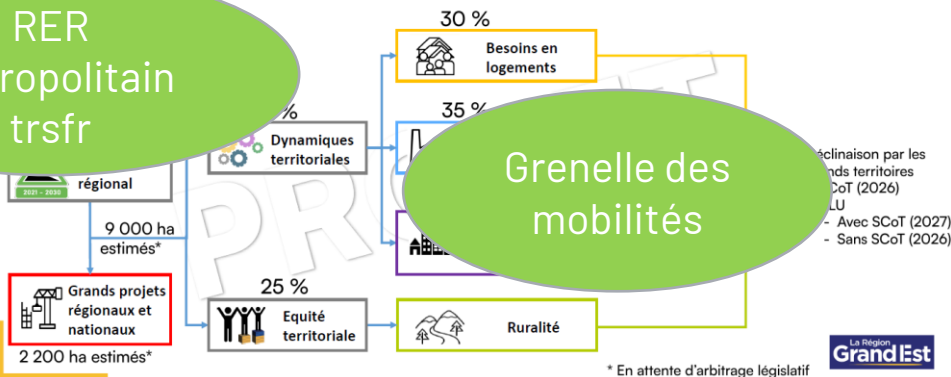 RER
ropolitain
trsfr
30 %
Besoins en
logements
%
Dynamiques
territoriales
35 %
Grenelle des
mobilités
éclinaison par les
nds territoires
CoT (2026)
LU
- Avec SCoT (2027)
- Sans SCoT (2026)
2021 - 2030
régional
9 000 ha
estimés*
Grands projets
régionaux et
nationaux
2 200 ha estimés*
25 %
Equité
territoriale
Ruralité
PROJET
* En attente d'arbitrage législatif
La Région
Grand Est